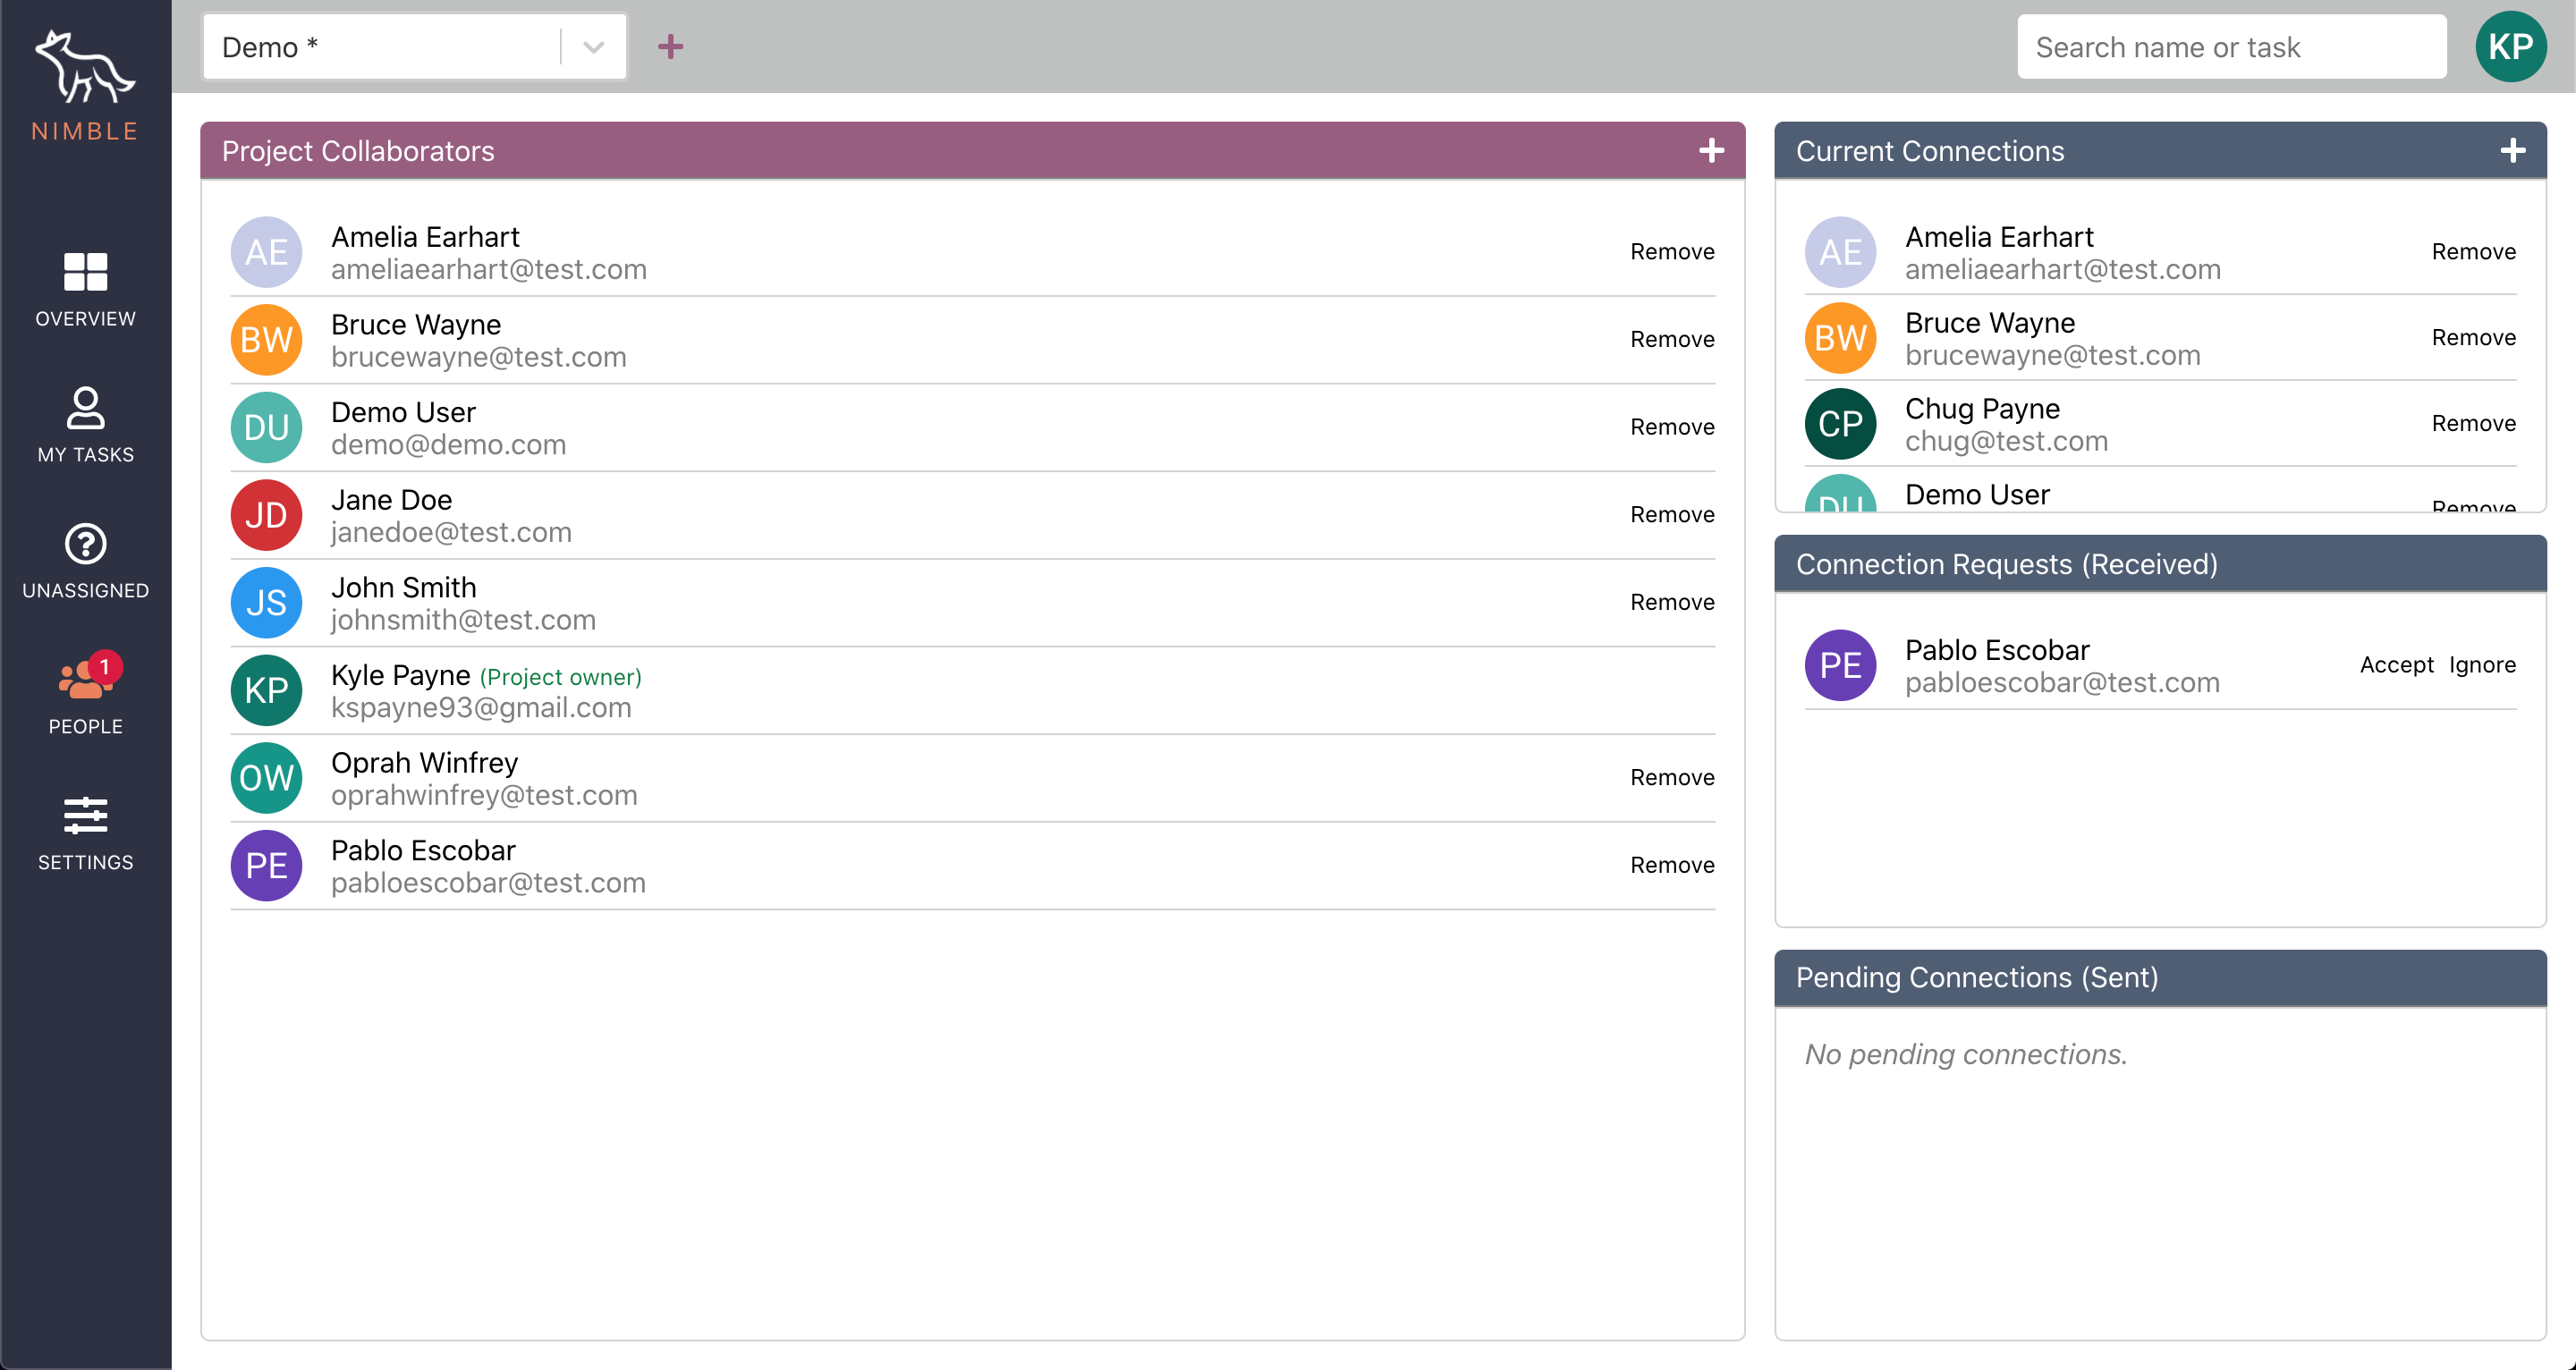 NIMBLE
OVERVIEW
MY TASKS
UNASSIGNED
1
PEOPLE
SETTINGS
Demo *
Search name or task
KP
Project Collaborators
AE
Amelia Earhart
ameliaearhart@test.com
Remove
BW
Bruce Wayne
brucewayne@test.com
Remove
DU
Demo User
demo@demo.com
Remove
JD
Jane Doe
janedoe@test.com
Remove
JS
John Smith
johnsmith@test.com
Remove
KP
Kyle Payne (Project owner)
kspayne93@gmail.com
OW
Oprah Winfrey
oprahwinfrey@test.com
Remove
PE
Pablo Escobar
pabloescobar@test.com
Remove
Current Connections
AE
Amelia Earhart
ameliaearhart@test.com
Remove
BW
Bruce Wayne
brucewayne@test.com
Remove
CP
Chug Payne
chug@test.com
Remove
DU
Demo User
Remove
Connection Requests (Received)
PE
Pablo Escobar
pabloescobar@test.com
Accept Ignore
Pending Connections (Sent)
No pending connections.